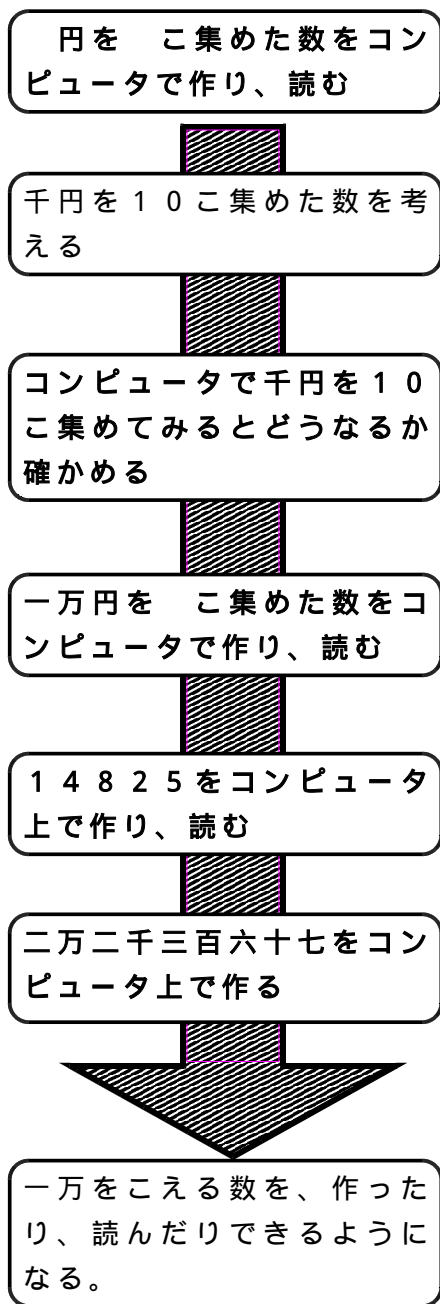 円を　こ集めた数をコン
ピュータで作り、読む
千円を１０こ集めた数を考
える
コンピュータで千円を１０
こ集めてみるとどうなるか
確かめる
一万円を　こ集めた数をコ
ンピュータで作り、読む
１４８２５をコンピュータ
上で作り、読む
二万二千三百六十七をコン
ピュータ上で作る
一万をこえる数を、作った
り、読んだりできるように
なる。